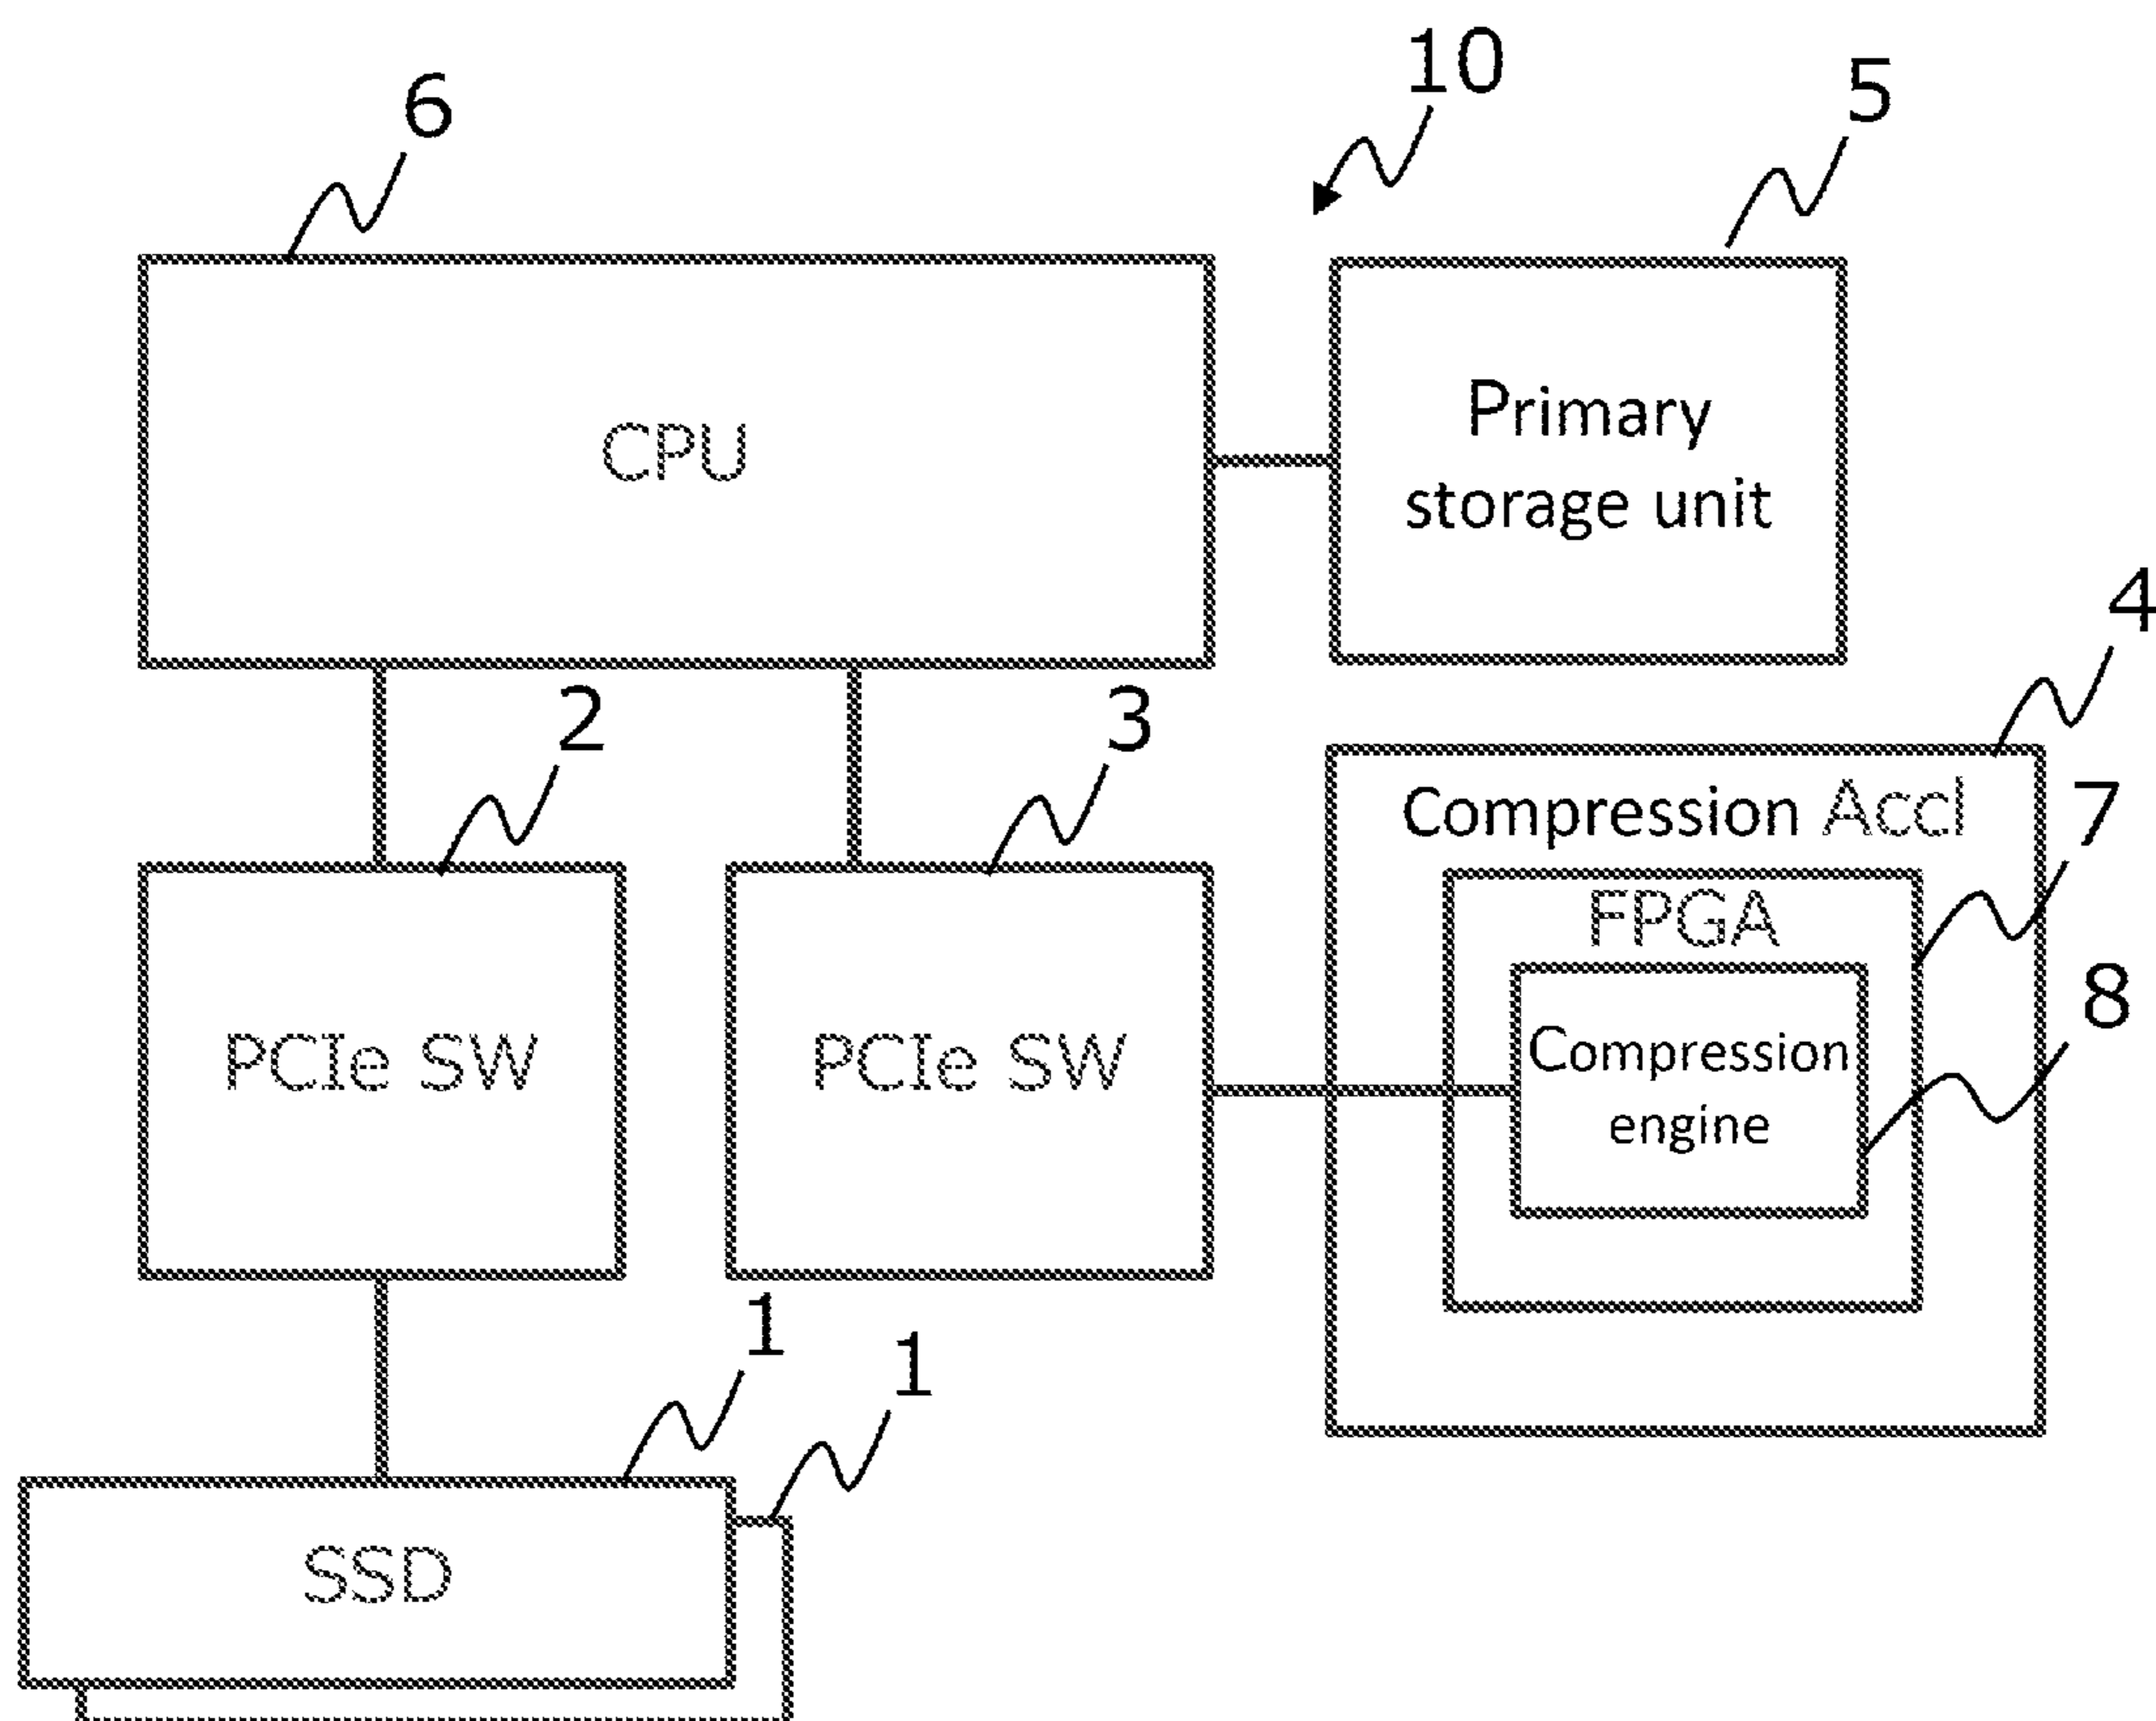 10
5
6
CPU
Primary
storage unit
4
2
3
Compression Accl
7
FPGA
8
PCIe SW
PCIe SW
Compression
engine
1
1
SSD